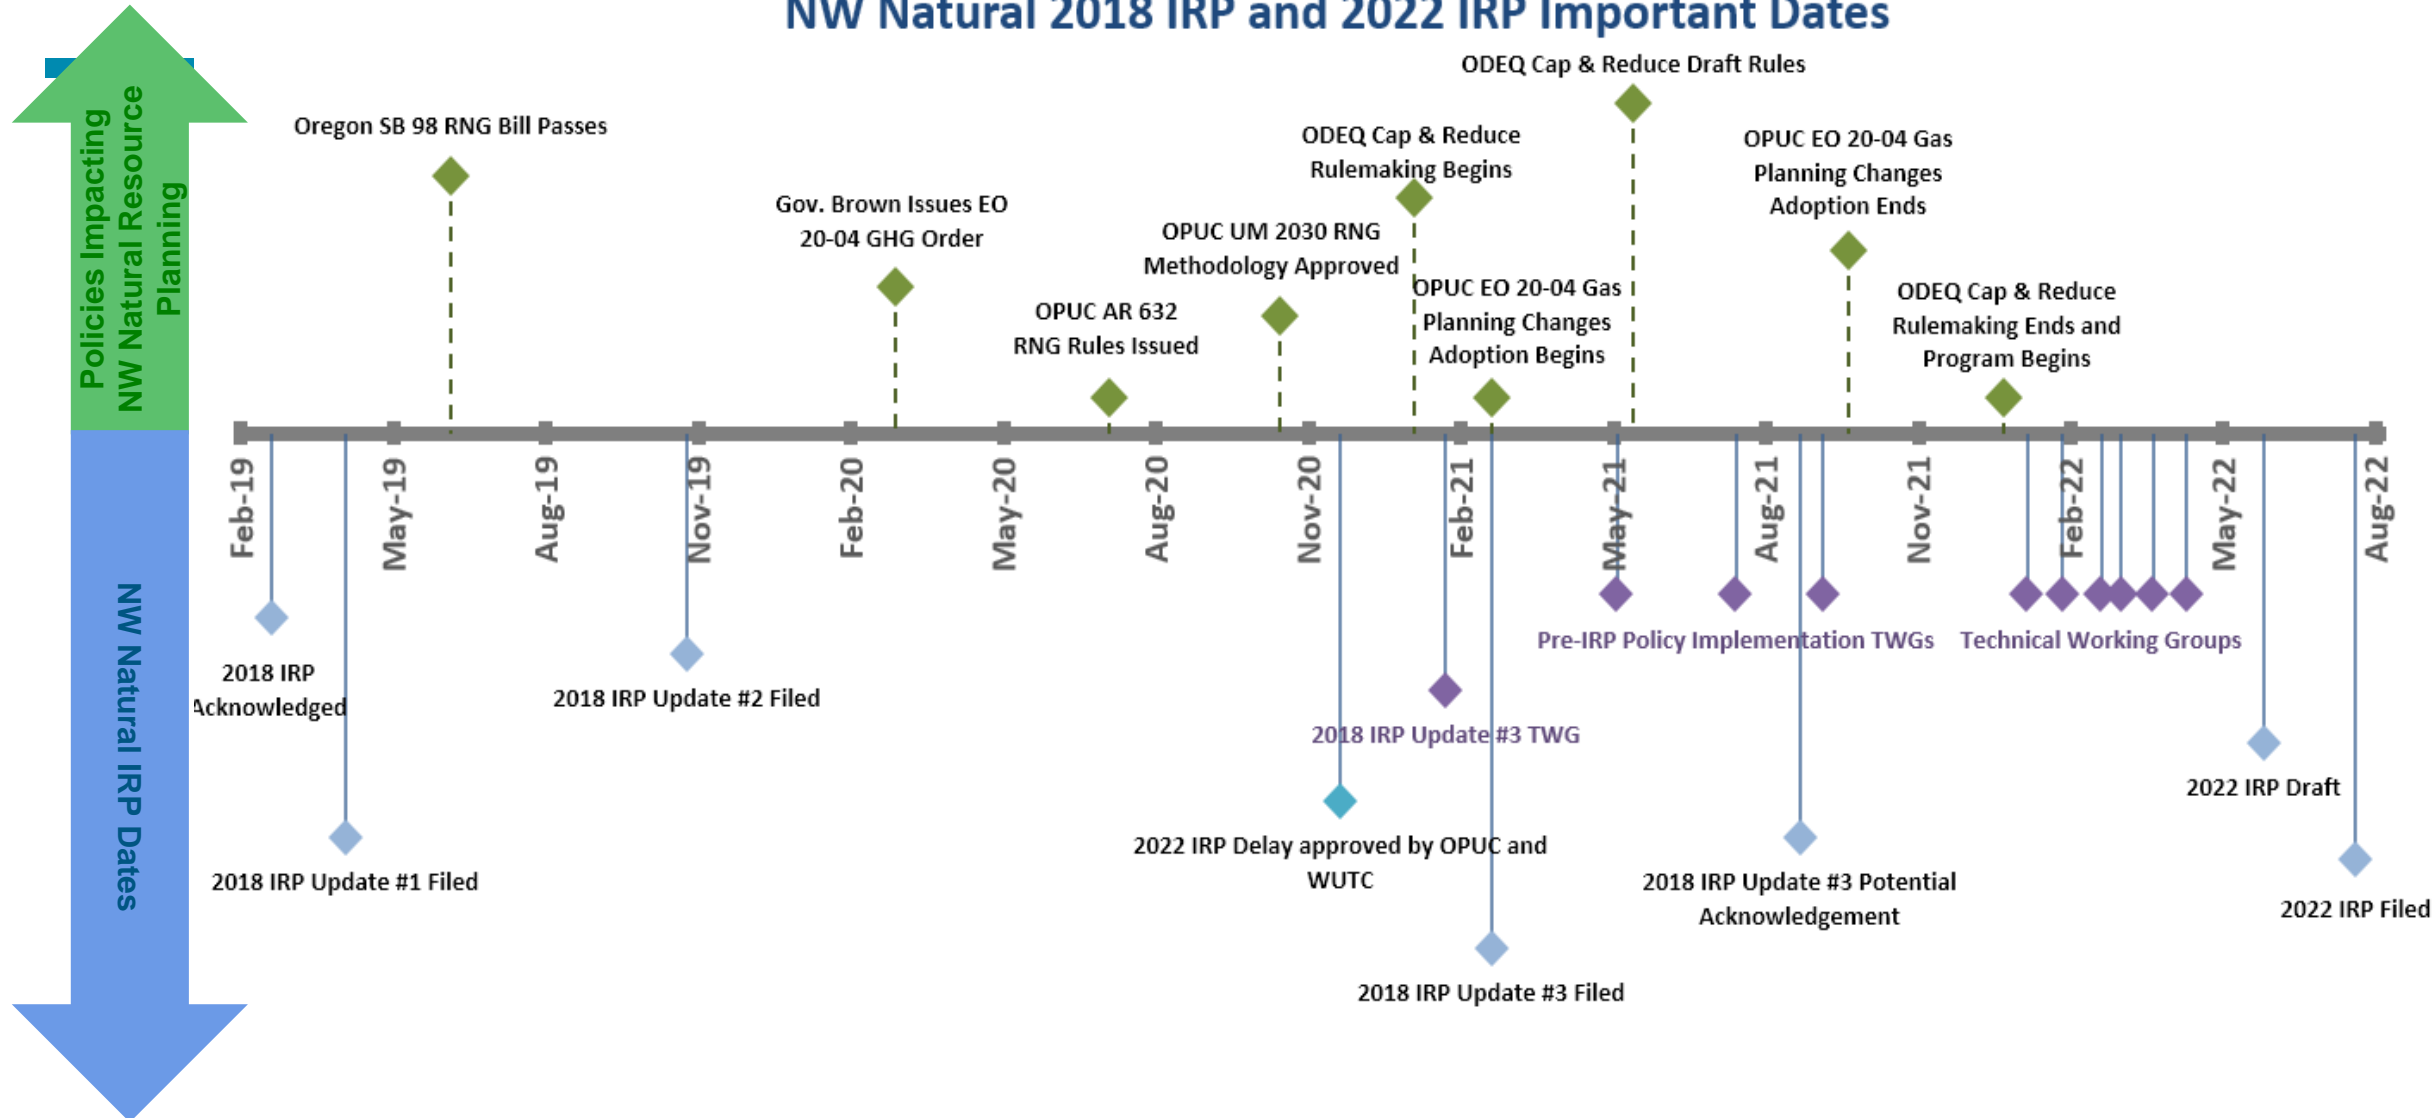 NW Natural 2018 IRP and 2022 IRP Important Dates
Policies Impacting
NW Natural Resource
Planning
ODEQ Cap & Reduce Draft Rules
Oregon SB 98 RNG Bill Passes
ODEQ Cap & Reduce
Rulemaking Begins
OPUC EO 20-04 Gas
Planning Changes
Adoption Ends
Gov. Brown Issues EO
20-04 GHG Order
OPUC UM 2030 RNG
Methodology Approved
OPUC EO 20-04 Gas
Planning Changes
Adoption Begins
ODEQ Cap & Reduce
Rulemaking Ends and
Program Begins
OPUC AR 632
RNG Rules Issued
Feb-19
May-19
Aug-19
Nov-19
Feb-20
May-20
Aug-20
Nov-20
Feb-21
May-21
Aug-21
Nov-21
Feb-22
May-22
Aug-22
NW Natural IRP Dates
Pre-IRP Policy Implementation TWGs
Technical Working Groups
2018 IRP
Acknowledged
2018 IRP Update #2 Filed
2018 IRP Update #3 TWG
2022 IRP Draft
2022 IRP Delay approved by OPUC and
WUTC
2018 IRP Update #1 Filed
2018 IRP Update #3 Potential
Acknowledgement
2022 IRP Filed
2018 IRP Update #3 Filed